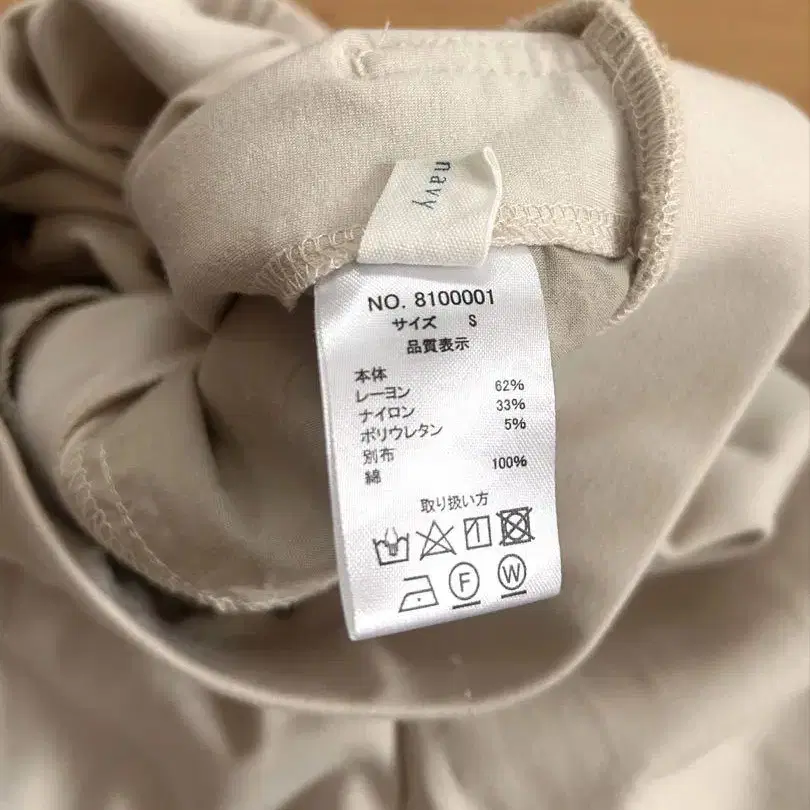 navy
NO. 8100001
サイズ S
品質表示
本体
レーヨン 62%
ナイロン 33%
ポリウレタン 5%
別布
綿 100%
取り扱い方
F W